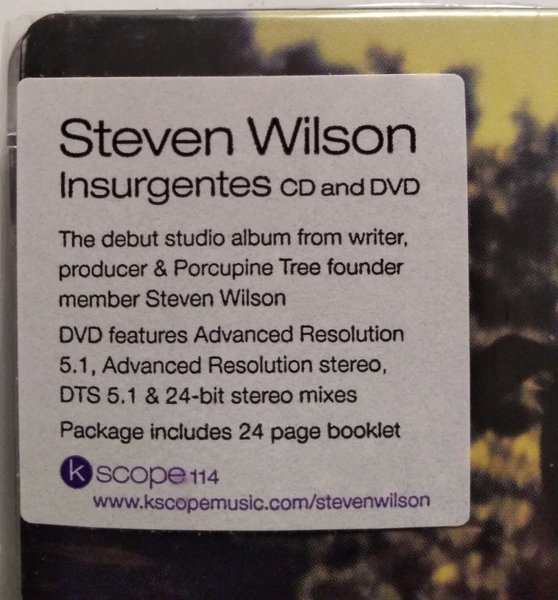 Steven Wilson
Insurgentes CD and DVD
The debut studio album from writer,
producer & Porcupine Tree founder
member Steven Wilson
DVD features Advanced Resolution
5.1, Advanced Resolution stereo,
DTS 5.1 & 24-bit stereo mixes
Package includes 24 page booklet
kscope 114
www.kscopemusic.com/stevenwilson